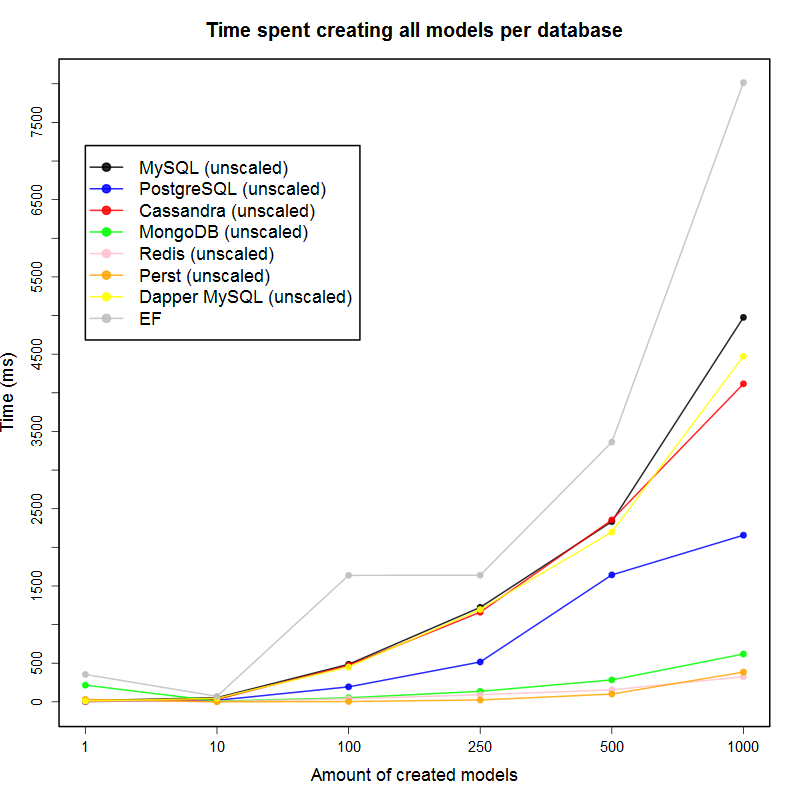 Time spent creating all models per database
7500
6500
5500
4500
3500
2500
1500
500
0
Time (ms)
MySQL (unscaled)
PostgreSQL (unscaled)
Cassandra (unscaled)
MongoDB (unscaled)
Redis (unscaled)
Perst (unscaled)
Dapper MySQL (unscaled)
EF
1 10 100 250 500 1000
Amount of created models